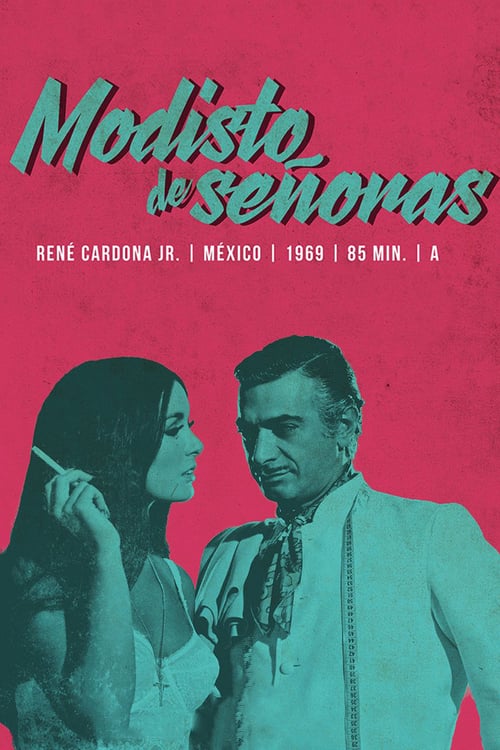 Modisto
de señoras
RENÉ CARDONA JR. | MÉXICO | 1969 | 85 MIN. | A